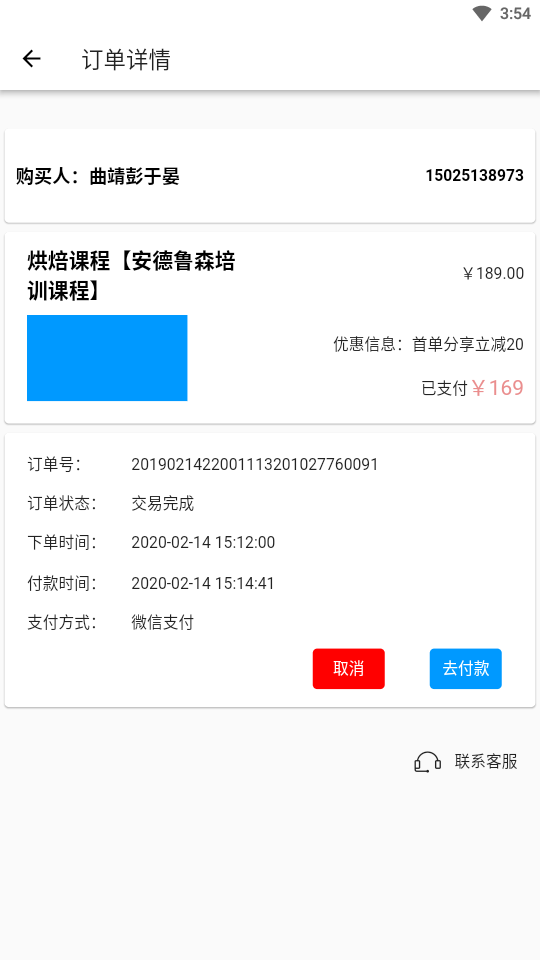 3:54
订单详情
购买人：曲靖彭于晏 15025138973
烘焙课程【安德鲁森培
训课程】
￥189.00
优惠信息：首单分享立减20
已支付￥169
订单号： 2019021422001113201027760091
订单状态： 交易完成
下单时间： 2020-02-14 15:12:00
付款时间： 2020-02-14 15:14:41
支付方式： 微信支付
取消 去付款
联系客服